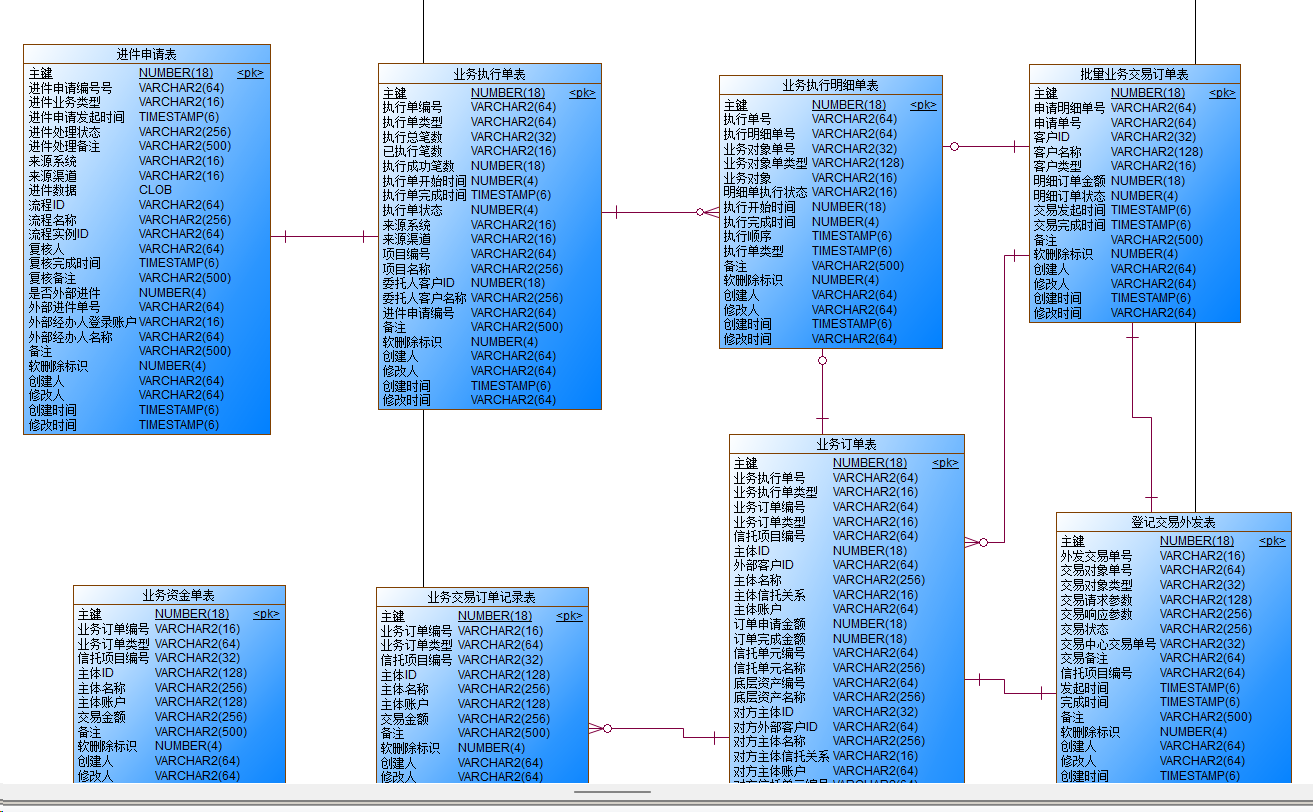 进件申请表
主鍵 NUMBER(18) <pk>
进件申请编号号 VARCHAR2(64)
进件业务类型 VARCHAR2(16)
进件申请发起时间 TIMESTAMP(6)
进件处理状态 VARCHAR2(256)
进件处理备注 VARCHAR2(500)
来源系统 VARCHAR2(16)
来源渠道 VARCHAR2(16)
进件数据 CLOB
流程ID VARCHAR2(64)
流程名称 VARCHAR2(256)
流程实例ID VARCHAR2(64)
复核人 VARCHAR2(64)
复核完成时间 TIMESTAMP(6)
复核备注 VARCHAR2(500)
是否外部进件 NUMBER(4)
外部进件单号 VARCHAR2(64)
外部经办人登录账户 VARCHAR2(16)
外部经办人名称 VARCHAR2(64)
备注 VARCHAR2(500)
软删除标识 NUMBER(4)
创建人 VARCHAR2(64)
修改人 VARCHAR2(64)
创建时间 TIMESTAMP(6)
修改时间 TIMESTAMP(6)
业务执行单表
主鍵 NUMBER(18) <pk>
执行单编号 VARCHAR2(64)
执行单类型 VARCHAR2(64)
执行总笔数 VARCHAR2(32)
已执行笔数 VARCHAR2(16)
执行成功笔数 NUMBER(18)
执行单开始时间 NUMBER(4)
执行单完成时间 TIMESTAMP(6)
执行单状态 NUMBER(4)
来源系统 VARCHAR2(16)
来源渠道 VARCHAR2(16)
项目编号 VARCHAR2(64)
项目名称 VARCHAR2(256)
委托人客户ID NUMBER(18)
委托人客户名称 VARCHAR2(256)
进件申请编号 VARCHAR2(64)
备注 VARCHAR2(500)
软删除标识 NUMBER(4)
创建人 VARCHAR2(64)
修改人 VARCHAR2(64)
创建时间 TIMESTAMP(6)
修改时间 VARCHAR2(64)
业务执行明细单表
主鍵 NUMBER(18) <pk>
执行单号 VARCHAR2(64)
执行明细单号 VARCHAR2(64)
业务对象单号 VARCHAR2(32)
业务对象单类型 VARCHAR2(128)
业务对象 VARCHAR2(16)
明细单执行状态 VARCHAR2(16)
执行开始时间 NUMBER(18)
执行完成时间 NUMBER(4)
执行顺序 TIMESTAMP(6)
执行单类型 TIMESTAMP(6)
备注 VARCHAR2(500)
软删除标识 NUMBER(4)
创建人 VARCHAR2(64)
修改人 VARCHAR2(64)
创建时间 TIMESTAMP(6)
修改时间 VARCHAR2(64)
批量业务交易订单表
主鍵 NUMBER(18) <pk>
申请明细单号 VARCHAR2(64)
申请单号 VARCHAR2(64)
客户ID VARCHAR2(32)
客户名称 VARCHAR2(128)
客户类型 VARCHAR2(16)
明细订单金额 NUMBER(18)
明细订单状态 NUMBER(4)
交易发起时间 TIMESTAMP(6)
交易完成时间 TIMESTAMP(6)
备注 VARCHAR2(500)
软删除标识 NUMBER(4)
创建人 VARCHAR2(64)
修改人 VARCHAR2(64)
创建时间 TIMESTAMP(6)
修改时间 VARCHAR2(64)
业务订单表
主鍵 NUMBER(18) <pk>
业务执行单号 VARCHAR2(64)
业务执行单类型 VARCHAR2(16)
业务订单编号 VARCHAR2(64)
业务订单类型 VARCHAR2(16)
信托项目编号 VARCHAR2(64)
主体ID NUMBER(18)
外部客户ID VARCHAR2(64)
主体名称 VARCHAR2(256)
主体信托关系 VARCHAR2(16)
主体账户 VARCHAR2(64)
订单申请金额 NUMBER(18)
订单完成金额 NUMBER(18)
信托单元编号 VARCHAR2(64)
信托单元名称 VARCHAR2(256)
底层资产编号 VARCHAR2(64)
底层资产名称 VARCHAR2(256)
对方主体ID VARCHAR2(32)
对方外部客户ID VARCHAR2(64)
对方主体名称 VARCHAR2(256)
对方主体信托关系 VARCHAR2(16)
对方主体账户 VARCHAR2(64)
登记交易外发表
主鍵 NUMBER(18) <pk>
外发交易单号 VARCHAR2(16)
交易对象单号 VARCHAR2(64)
交易对象类型 VARCHAR2(32)
交易请求参数 VARCHAR2(128)
交易响应参数 VARCHAR2(256)
交易状态 VARCHAR2(256)
交易中心交易单号 VARCHAR2(32)
交易备注 VARCHAR2(64)
信托项目编号 VARCHAR2(64)
发起时间 TIMESTAMP(6)
完成时间 TIMESTAMP(6)
备注 VARCHAR2(500)
软删除标识 NUMBER(4)
创建人 VARCHAR2(64)
修改人 VARCHAR2(64)
创建时间 TIMESTAMP(6)
业务资金单表
主鍵 NUMBER(18) <pk>
业务订单编号 VARCHAR2(16)
业务订单类型 VARCHAR2(64)
信托项目编号 VARCHAR2(32)
主体ID VARCHAR2(128)
主体名称 VARCHAR2(256)
主体账户 VARCHAR2(128)
交易金额 VARCHAR2(256)
备注 VARCHAR2(500)
软删除标识 NUMBER(4)
创建人 VARCHAR2(64)
修改人 VARCHAR2(64)
业务交易订单记录表
主鍵 NUMBER(18) <pk>
业务订单编号 VARCHAR2(16)
业务订单类型 VARCHAR2(64)
信托项目编号 VARCHAR2(32)
主体ID VARCHAR2(128)
主体名称 VARCHAR2(256)
主体账户 VARCHAR2(128)
交易金额 VARCHAR2(256)
备注 VARCHAR2(500)
软删除标识 NUMBER(4)
创建人 VARCHAR2(64)
修改人 VARCHAR2(64)